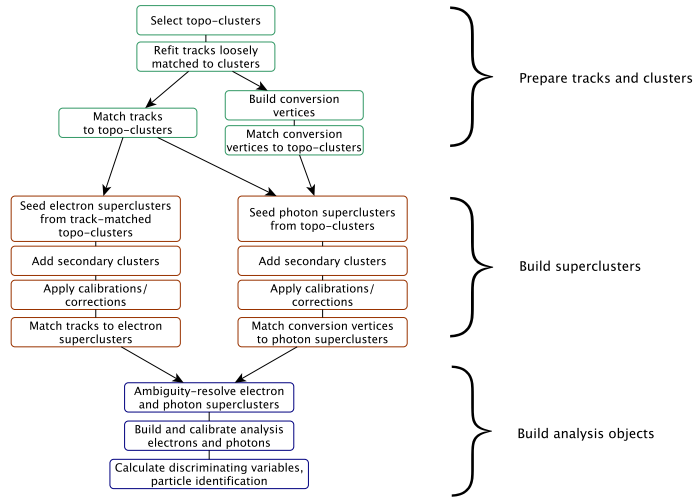 Select topo-clusters
Refit tracks loosely
matched to clusters
Build conversion
vertices
Match tracks
to topo-clusters
Match conversion
vertices to topo-clusters
Prepare tracks and clusters
Seed electron superclusters
from track-matched
topo-clusters
Add secondary clusters
Apply calibrations/
corrections
Match tracks to electron
superclusters
Seed photon superclusters
from topo-clusters
Add secondary clusters
Apply calibrations/
corrections
Match conversion vertices
to photon superclusters
Build superclusters
Ambiguity-resolve electron
and photon superclusters
Build and calibrate analysis
electrons and photons
Calculate discriminating variables,
particle identification
Build analysis objects